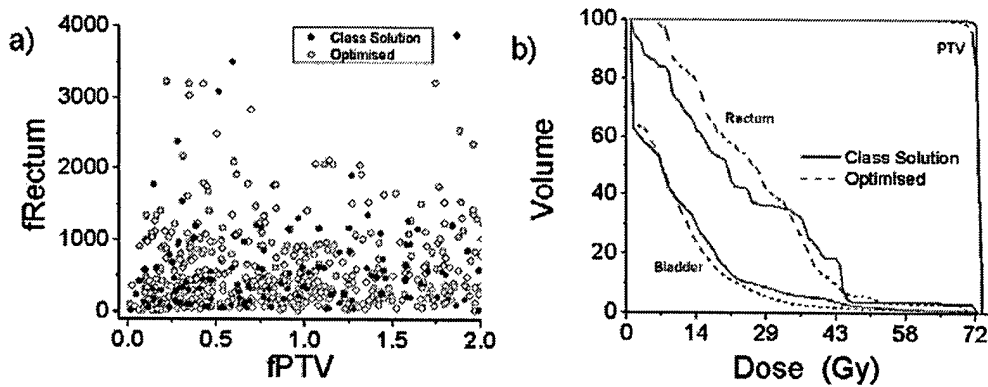 a)
4000
3000
2000
1000
0
fRectum
Class Solution
Optimised
0.0
0.5
1.0
1.5
2.0
fPTV
b)
100
80
60
40
20
0
Volume
PTV
Rectum
Class Solution
Optimised
Bladder
0
14
29
43
58
72
Dose (Gy)